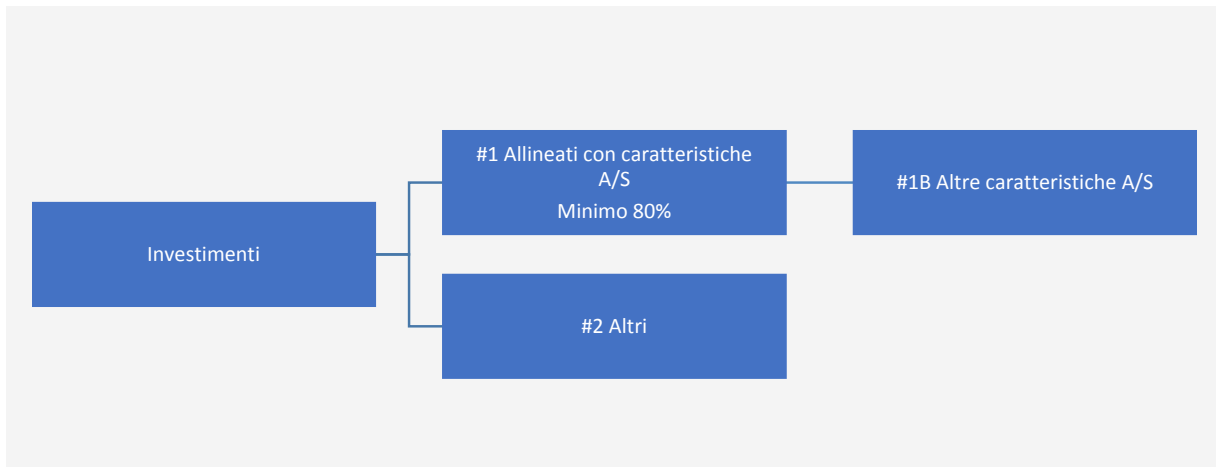 #1 Allineati con caratteristiche
A/S
Minimo 80%
#1B Altre caratteristiche A/S
Investimenti
#2 Altri